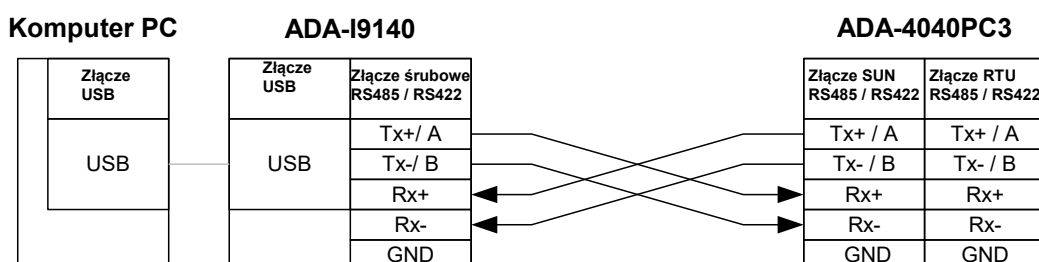 Komputer PC
ADA-I9140
ADA-4040PC3
Złącze
USB
Złącze
USB
Złącze śrubowe
RS485 / RS422
Złącze SUN
RS485 / RS422
Złącze RTU
RS485 / RS422
USB
USB
Tx+/ A
Tx-/ B
Rx+
Rx-
GND
Tx+ / A
Tx+ / A
Tx- / B
Tx- / B
Rx+
Rx+
Rx-
Rx-
GND
GND